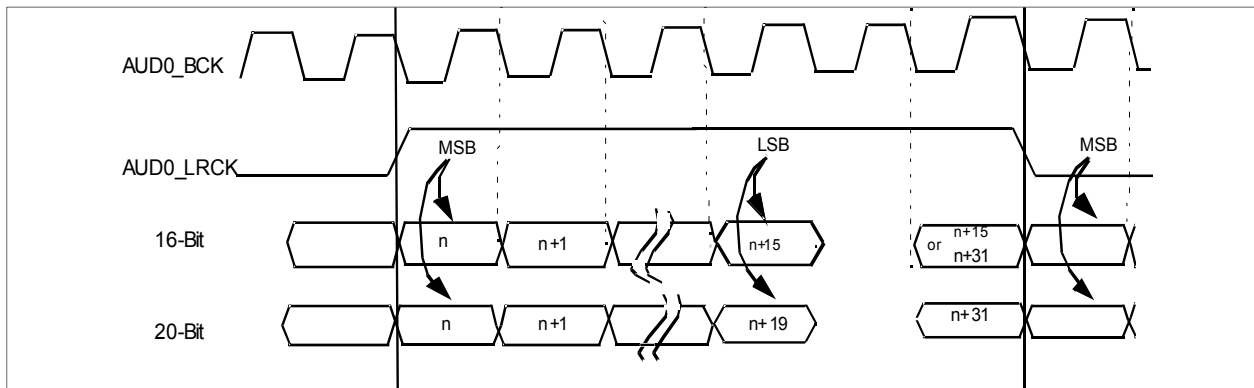 AUD0_BCK
AUD0_LRCK
MSB
LSB
MSB
16-Bit
n
n+1
n+15
or
n+15
n+31
20-Bit
n
n+1
n+19
n+31